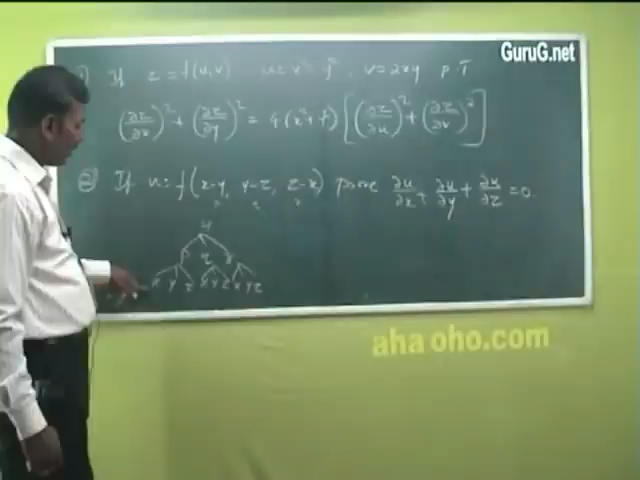 GuruG.net
1) If z = f(u,v) u = x² - y², v = 2xy P.T
(∂z/∂x)² + (∂z/∂y)² = 4(x²+y²)[(∂z/∂u)² + (∂z/∂v)²]
② If u = f(x-y, y-z, z-x) prove ∂u/∂x + ∂u/∂y + ∂u/∂z = 0.
u
x y z x y z x y z
aha oho.com